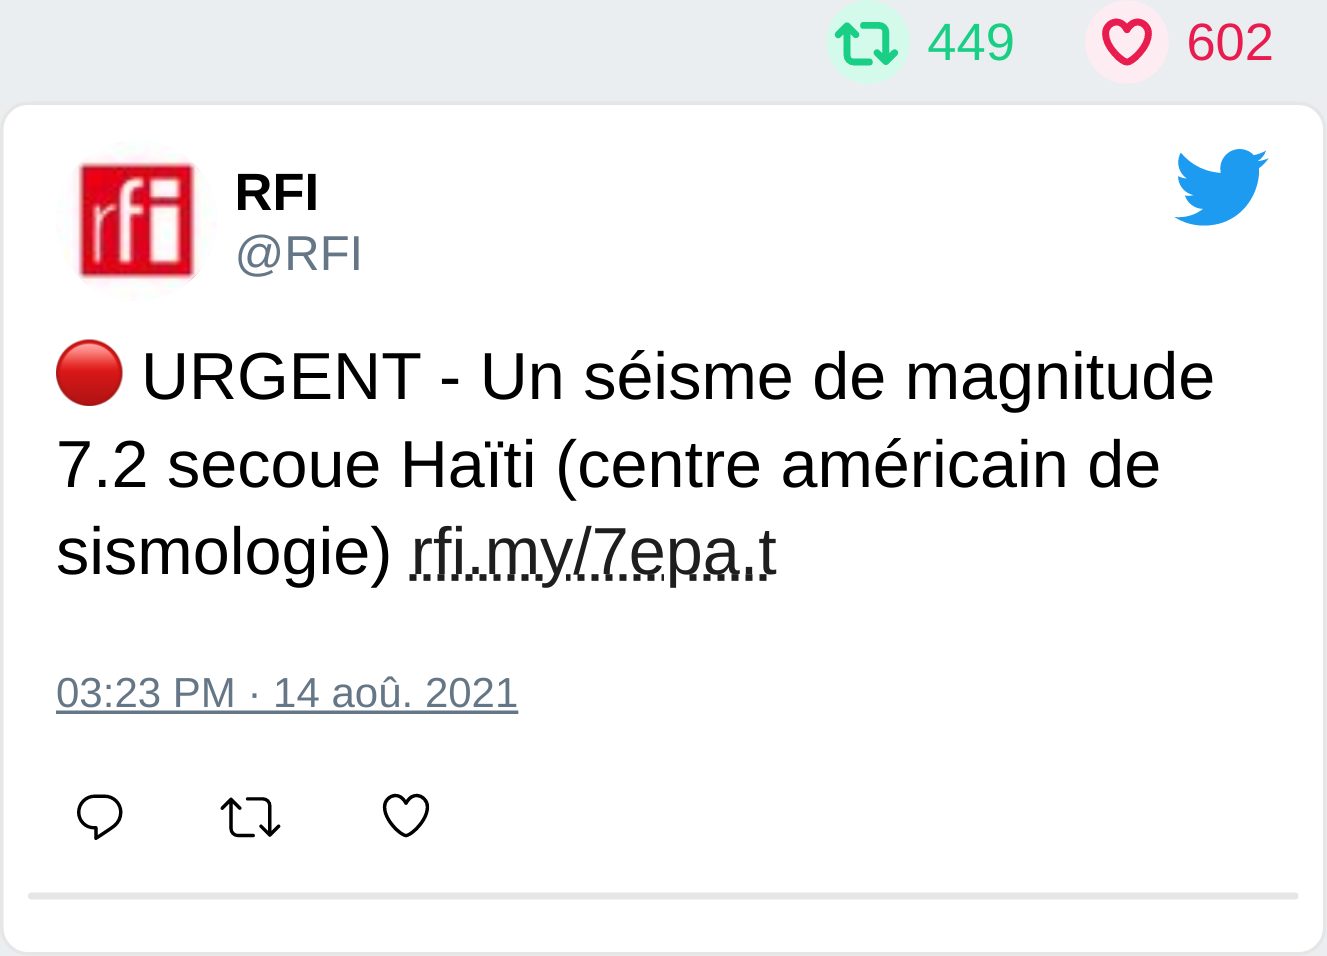 449 602
rfi
RFI
@RFI
🔴 URGENT - Un séisme de magnitude
7.2 secoue Haïti (centre américain de
sismologie) rfi.my/7epa.t
03:23 PM · 14 aoû. 2021